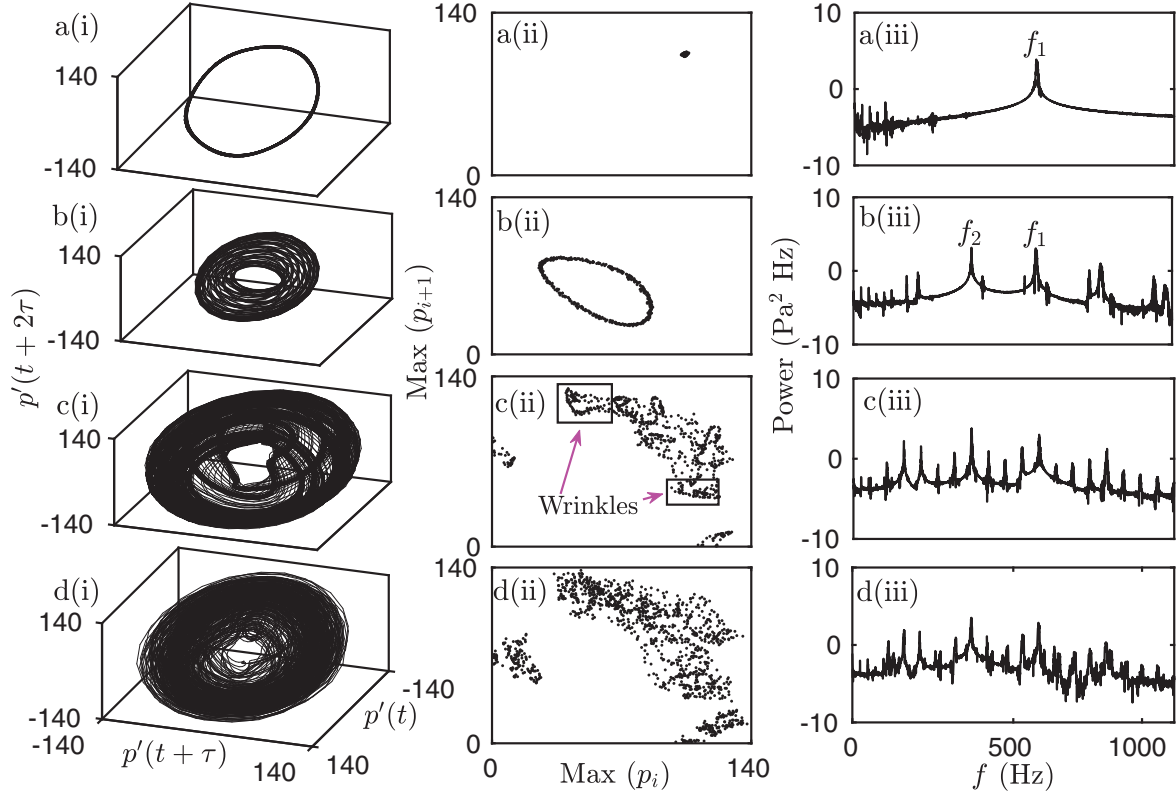 a(i)
140
-140
b(i)
140
-140
c(i)
140
-140
d(i)
140
-140
-140
140
140
-140
p′(t + 2τ)
p′(t + τ)
p′(t)
a(ii)
140
0
b(ii)
140
0
c(ii)
140
0
Wrinkles
d(ii)
140
0
0
140
Max (p_{i+1})
Max (p_i)
a(iii)
f_1
10
0
-10
b(iii)
f_2
f_1
10
0
-10
c(iii)
10
0
-10
d(iii)
10
0
-10
0
500
1000
Power (Pa² Hz)
f (Hz)